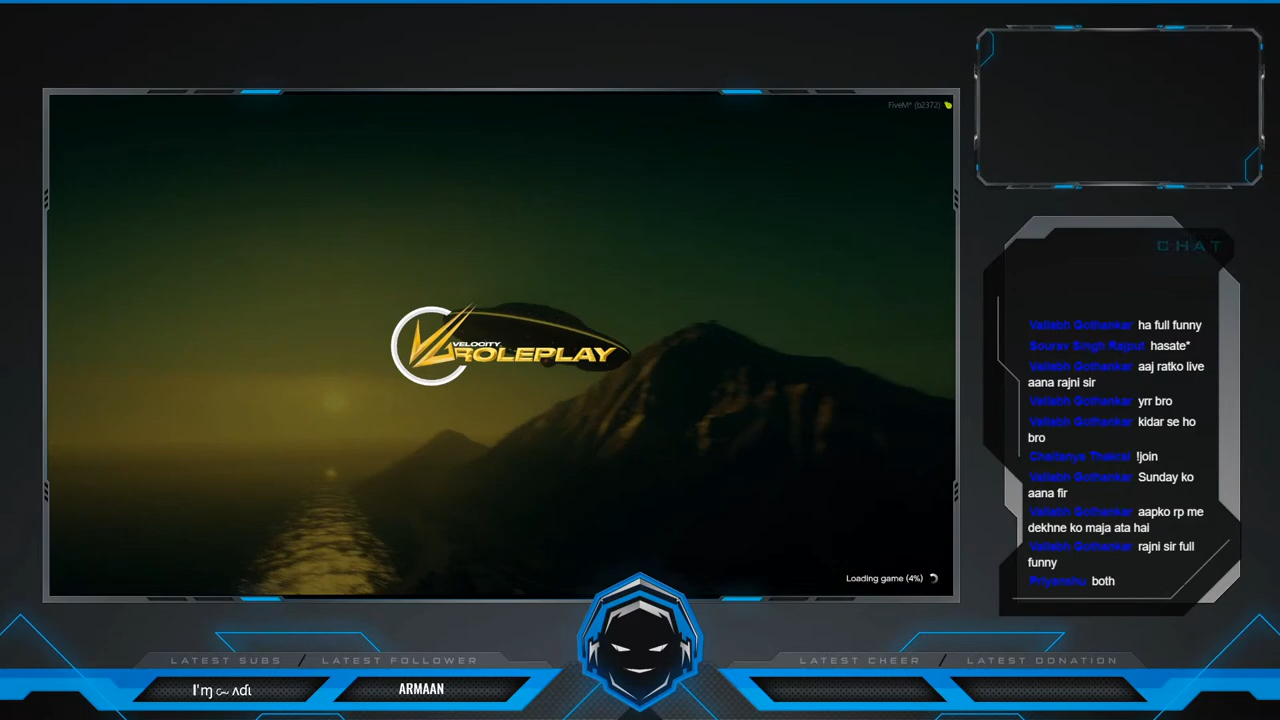 FiveM* (b2372)
CHAT
VELOCITY
ROLEPLAY
Vallabh Gothankar ha full funny
Sourav Singh Rajput hasate*
Vallabh Gothankar aaj ratko live
aana rajni sir
Vallabh Gothankar yrr bro
Vallabh Gothankar kidar se ho
bro
Chaitanya Thakral !join
Vallabh Gothankar Sunday ko
aana fir
Vallabh Gothankar aapko rp me
dekhne ko maja ata hai
Vallabh Gothankar rajni sir full
funny
Priyanshu both
Loading game (4%)
LATEST SUBS / LATEST FOLLOWER
LATEST CHEER / LATEST DONATION
ARMAAN